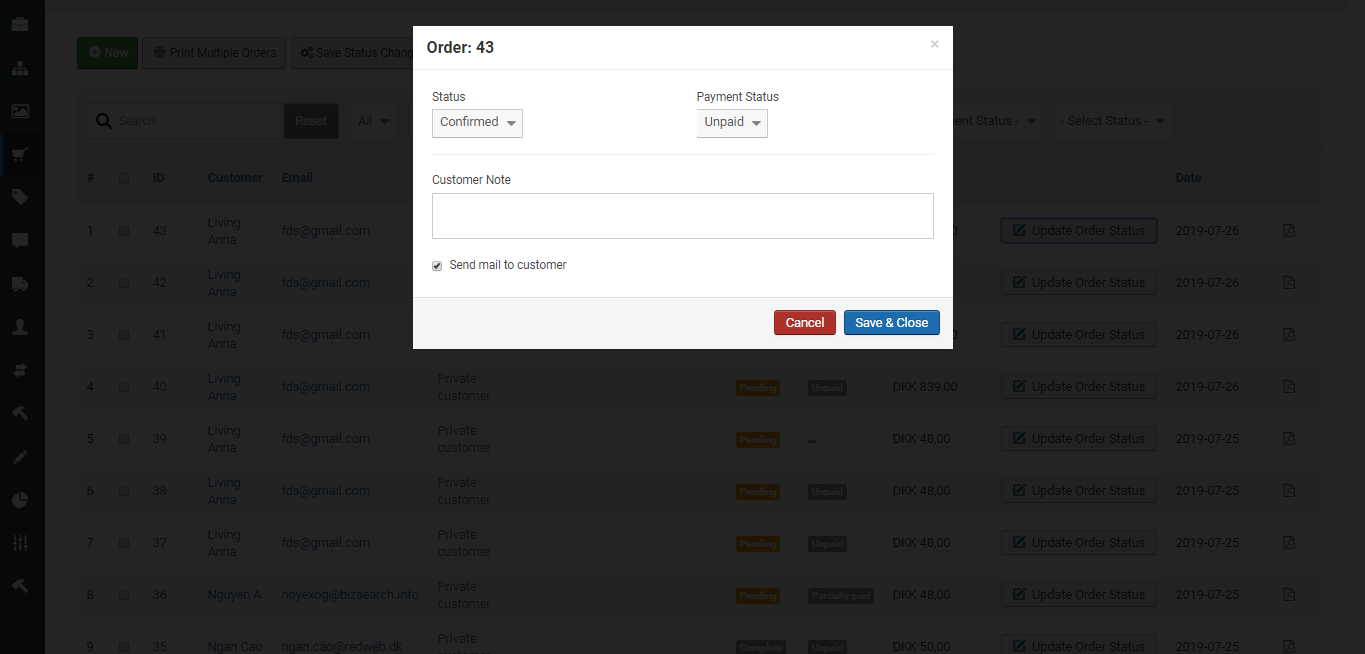 Order: 43
×
Status
Payment Status
Confirmed
Unpaid
Customer Note
Send mail to customer
Cancel
Save & Close
New
Print Multiple Orders
Save Status Chang
Search
Reset
All
ent Status -
- Select Status -
#
ID
Customer
Email
Date
1
43
Living
Anna
fds@gmail.com
0
Update Order Status
2019-07-26
2
42
Living
Anna
fds@gmail.com
Update Order Status
2019-07-26
3
41
Living
Anna
fds@gmail.com
0
Update Order Status
2019-07-26
4
40
Living
Anna
fds@gmail.com
Private
customer
Pending
Unpaid
DKK 839,00
Update Order Status
2019-07-26
5
39
Living
Anna
fds@gmail.com
Private
customer
Pending
DKK 48,00
Update Order Status
2019-07-25
6
38
Living
Anna
fds@gmail.com
Private
customer
Pending
Unpaid
DKK 48,00
Update Order Status
2019-07-25
7
37
Living
Anna
fds@gmail.com
Private
customer
Pending
Unpaid
DKK 48,00
Update Order Status
2019-07-25
8
36
Nguyen A
noyexog@bizsearch.info
Private
customer
Pending
Partially paid
DKK 48,00
Update Order Status
2019-07-25
9
35
Ngan Cao
ngan.cao@redweb.dk
Private
Complete
Unpaid
DKK 50,00
Update Order Status
2019-07-25